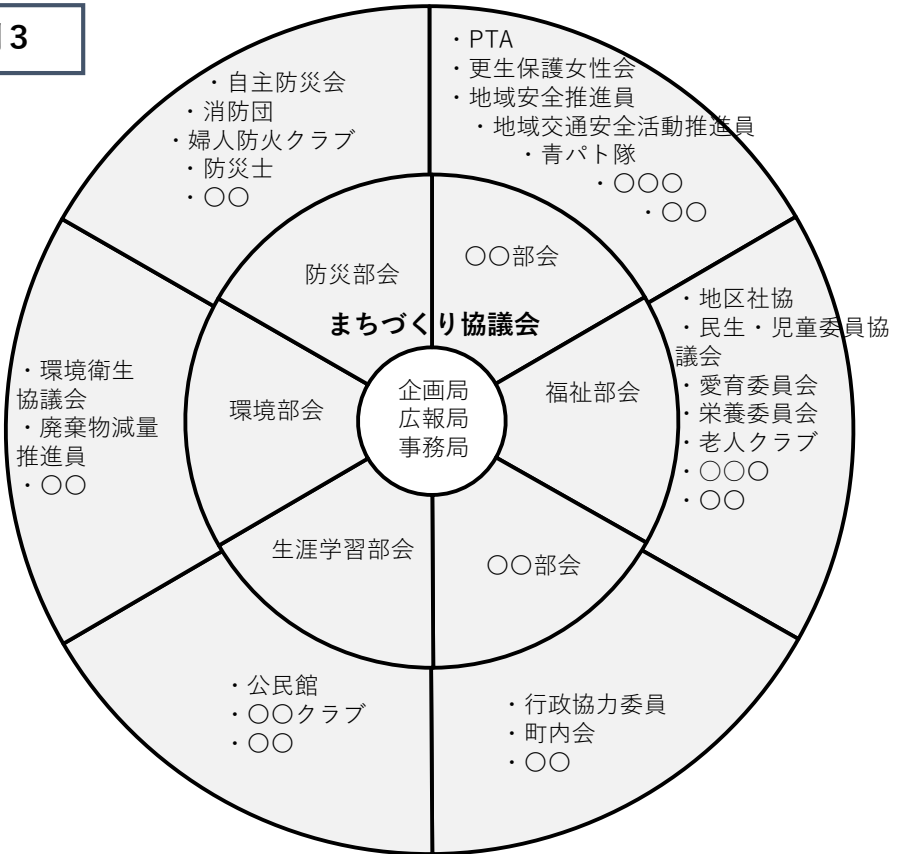 3
・自主防災会
・消防団
・婦人防火クラブ
・防災士
・〇〇
・PTA
・更生保護女性会
・地域安全推進員
・地域交通安全活動推進員
・青パト隊
・〇〇〇
・〇〇
防災部会
〇〇部会
まちづくり協議会
・地区社協
・民生・児童委員協
議会
・愛育委員会
・栄養委員会
・老人クラブ
・〇〇〇
・〇〇
・環境衛生
協議会
・廃棄物減量
推進員
・〇〇
環境部会
企画局
広報局
事務局
福祉部会
生涯学習部会
〇〇部会
・公民館
・〇〇クラブ
・〇〇
・行政協力委員
・町内会
・〇〇